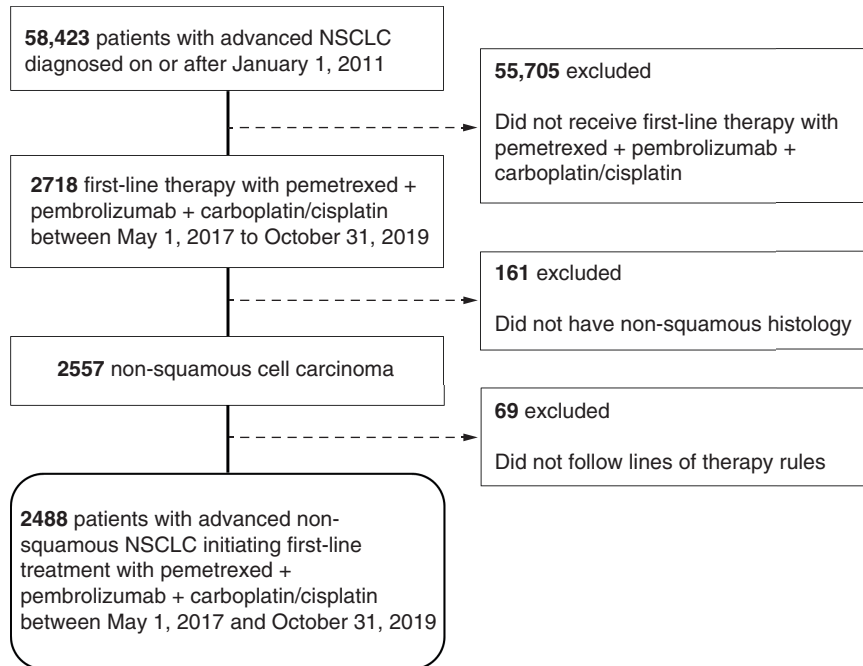 58,423 patients with advanced NSCLC
diagnosed on or after January 1, 2011
55,705 excluded
Did not receive first-line therapy with
pemetrexed + pembrolizumab +
carboplatin/cisplatin
2718 first-line therapy with pemetrexed +
pembrolizumab + carboplatin/cisplatin
between May 1, 2017 to October 31, 2019
161 excluded
Did not have non-squamous histology
2557 non-squamous cell carcinoma
69 excluded
Did not follow lines of therapy rules
2488 patients with advanced non-
squamous NSCLC initiating first-line
treatment with pemetrexed +
pembrolizumab + carboplatin/cisplatin
between May 1, 2017 and October 31, 2019